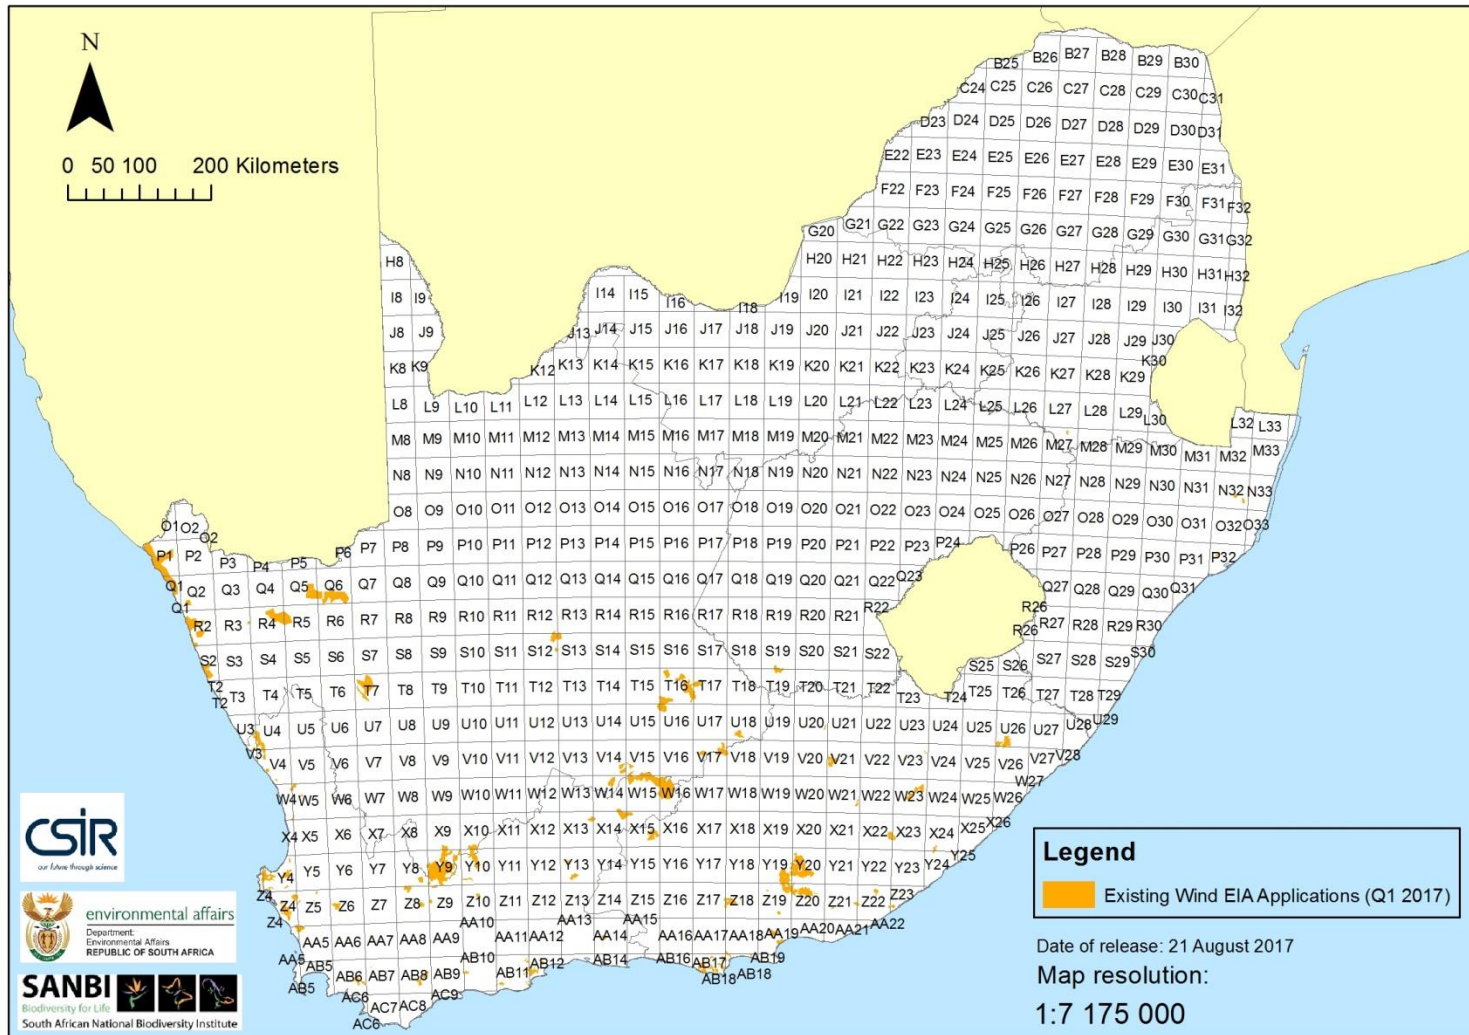 N
0 50 100 200 Kilometers
B25 B26 B27 B28 B29 B30
C24 C25 C26 C27 C28 C29 C30 C31
D23 D24 D25 D26 D27 D28 D29 D30 D31
E22 E23 E24 E25 E26 E27 E28 E29 E30 E31
F22 F23 F24 F25 F26 F27 F28 F29 F30 F31 F32
G20 G21 G22 G23 G24 G25 G26 G27 G28 G29 G30 G31 G32
H8 H20 H21 H22 H23 H24 H25 H26 H27 H28 H29 H30 H31 H32
I8 I9 I14 I15 I16 I18 I19 I20 I21 I22 I23 I24 I25 I26 I27 I28 I29 I30 I31 I32
J8 J9 J13 J14 J15 J16 J17 J18 J19 J20 J21 J22 J23 J24 J25 J26 J27 J28 J29 J30
K8 K9 K12 K13 K14 K15 K16 K17 K18 K19 K20 K21 K22 K23 K24 K25 K26 K27 K28 K29 K30
L8 L9 L10 L11 L12 L13 L14 L15 L16 L17 L18 L19 L20 L21 L22 L23 L24 L25 L26 L27 L28 L29 L30 L32 L33
M8 M9 M10 M11 M12 M13 M14 M15 M16 M17 M18 M19 M20 M21 M22 M23 M24 M25 M26 M27 M28 M29 M30 M31 M32 M33
N8 N9 N10 N11 N12 N13 N14 N15 N16 N17 N18 N19 N20 N21 N22 N23 N24 N25 N26 N27 N28 N29 N30 N31 N32 N33
O1 O2 O2 O8 O9 O10 O11 O12 O13 O14 O15 O16 O17 O18 O19 O20 O21 O22 O23 O24 O25 O26 O27 O28 O29 O30 O31 O32 O33
P1 P2 P3 P4 P5 P6 P7 P8 P9 P10 P11 P12 P13 P14 P15 P16 P17 P18 P19 P20 P21 P22 P23 P24 P26 P27 P28 P29 P30 P31 P32
Q1 Q1 Q2 Q3 Q4 Q5 Q6 Q7 Q8 Q9 Q10 Q11 Q12 Q13 Q14 Q15 Q16 Q17 Q18 Q19 Q20 Q21 Q22 Q23 Q27 Q28 Q29 Q30 Q31
R2 R3 R4 R5 R6 R7 R8 R9 R10 R11 R12 R13 R14 R15 R16 R17 R18 R19 R20 R21 R22 R26 R26 R27 R28 R29 R30
S2 S3 S4 S5 S6 S7 S8 S9 S10 S11 S12 S13 S14 S15 S16 S17 S18 S19 S20 S21 S22 S25 S26 S27 S28 S29 S30
T2 T2 T3 T4 T5 T6 T7 T8 T9 T10 T11 T12 T13 T14 T15 T16 T17 T18 T19 T20 T21 T22 T23 T24 T25 T26 T27 T28 T29
U3 U4 U5 U6 U7 U8 U9 U10 U11 U12 U13 U14 U15 U16 U17 U18 U19 U20 U21 U22 U23 U24 U25 U26 U27 U28 U29
V3 V4 V5 V6 V7 V8 V9 V10 V11 V12 V13 V14 V15 V16 V17 V18 V19 V20 V21 V22 V23 V24 V25 V26 V27 V28
W4 W5 W6 W7 W8 W9 W10 W11 W12 W13 W14 W15 W16 W17 W18 W19 W20 W21 W22 W23 W24 W25 W26 W27
X4 X5 X6 X7 X8 X9 X10 X11 X12 X13 X14 X15 X16 X17 X18 X19 X20 X21 X22 X23 X24 X25 X26
Y4 Y5 Y6 Y7 Y8 Y9 Y10 Y11 Y12 Y13 Y14 Y15 Y16 Y17 Y18 Y19 Y20 Y21 Y22 Y23 Y24 Y25
Z4 Z4 Z4 Z5 Z6 Z7 Z8 Z9 Z10 Z11 Z12 Z13 Z14 Z15 Z16 Z17 Z18 Z19 Z20 Z21 Z22 Z23
AA5 AA5 AA6 AA7 AA8 AA9 AA10 AA11 AA12 AA13 AA14 AA15 AA16 AA17 AA18 AA19 AA20 AA21 AA22
AB5 AB5 AB6 AB7 AB8 AB9 AB10 AB11 AB12 AB14 AB16 AB17 AB18 AB18 AB19
AC6 AC6 AC7 AC8 AC9
CSIR
our future through science
environmental affairs
Department:
Environmental Affairs
REPUBLIC OF SOUTH AFRICA
SANBI
Biodiversity for Life
South African National Biodiversity Institute
Legend
Existing Wind EIA Applications (Q1 2017)
Date of release: 21 August 2017
Map resolution:
1:7 175 000